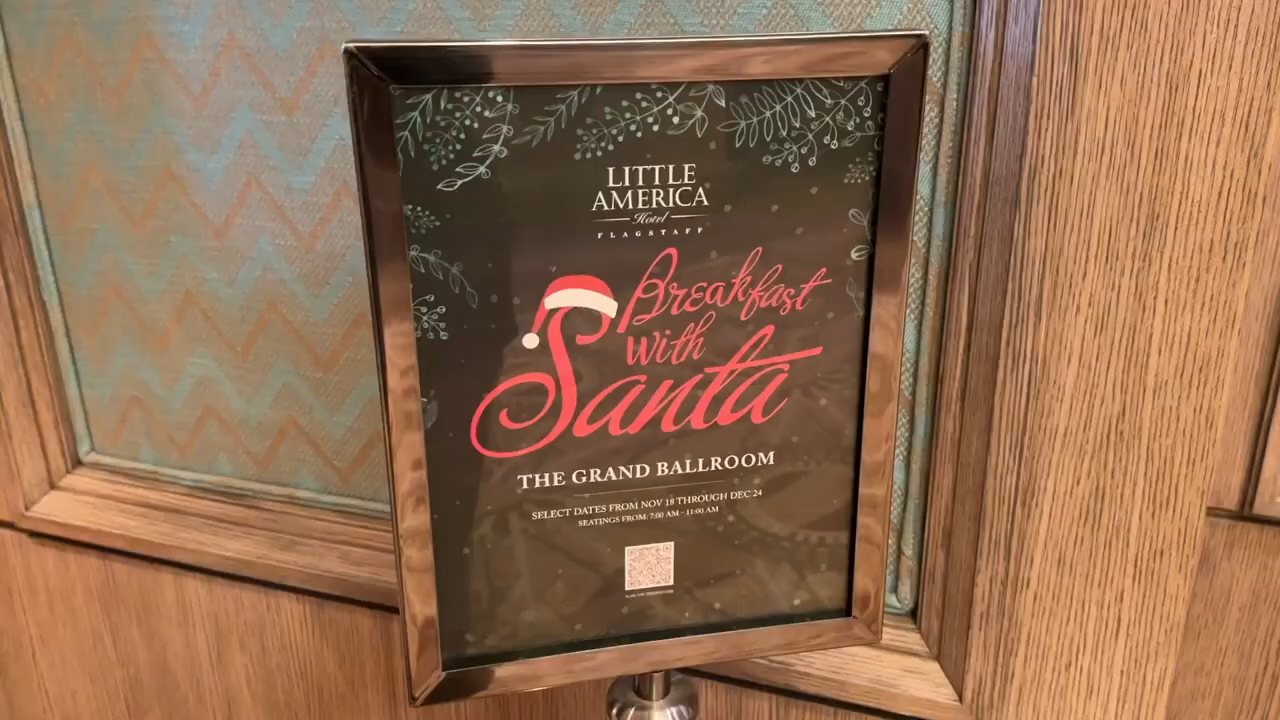 LITTLE
AMERICA
Hotel
FLAGSTAFF
Breakfast
with
Santa
THE GRAND BALLROOM
SELECT DATES FROM NOV 18 THROUGH DEC 24
SEATINGS FROM: 7:00 AM - 11:00 AM